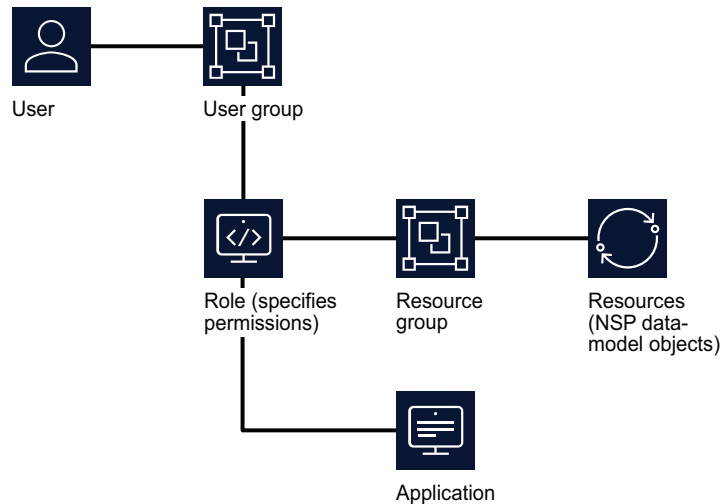 User
User group
Role (specifies
permissions)
Resource
group
Resources
(NSP data-
model objects)
Application